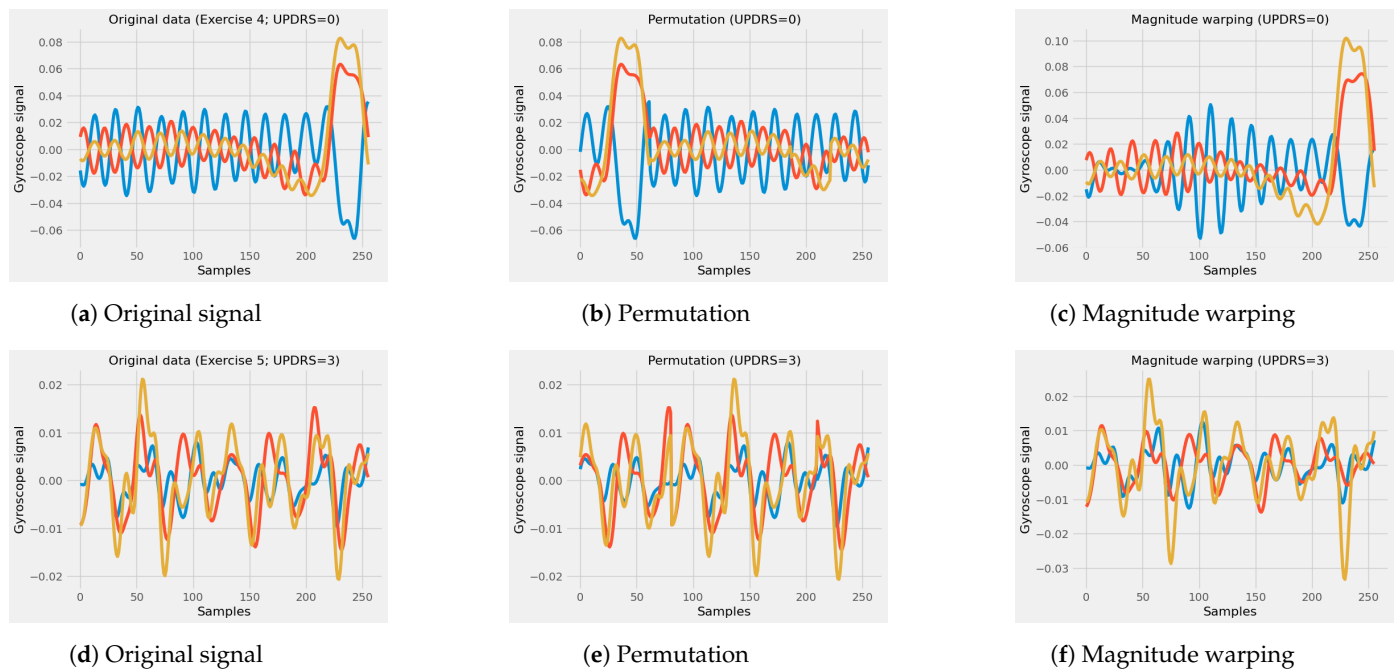 Original data (Exercise 4; UPDRS=0)
Gyroscope signal
0.08
0.06
0.04
0.02
0.00
−0.02
−0.04
−0.06
0 50 100 150 200 250
Samples
(a) Original signal
Permutation (UPDRS=0)
Gyroscope signal
0.08
0.06
0.04
0.02
0.00
−0.02
−0.04
−0.06
0 50 100 150 200 250
Samples
(b) Permutation
Magnitude warping (UPDRS=0)
Gyroscope signal
0.10
0.08
0.06
0.04
0.02
0.00
−0.02
−0.04
−0.06
0 50 100 150 200 250
Samples
(c) Magnitude warping
Original data (Exercise 5; UPDRS=3)
Gyroscope signal
0.02
0.01
0.00
−0.01
−0.02
0 50 100 150 200 250
Samples
(d) Original signal
Permutation (UPDRS=3)
Gyroscope signal
0.02
0.01
0.00
−0.01
−0.02
0 50 100 150 200 250
Samples
(e) Permutation
Magnitude warping (UPDRS=3)
Gyroscope signal
0.02
0.01
0.00
−0.01
−0.02
−0.03
0 50 100 150 200 250
Samples
(f) Magnitude warping